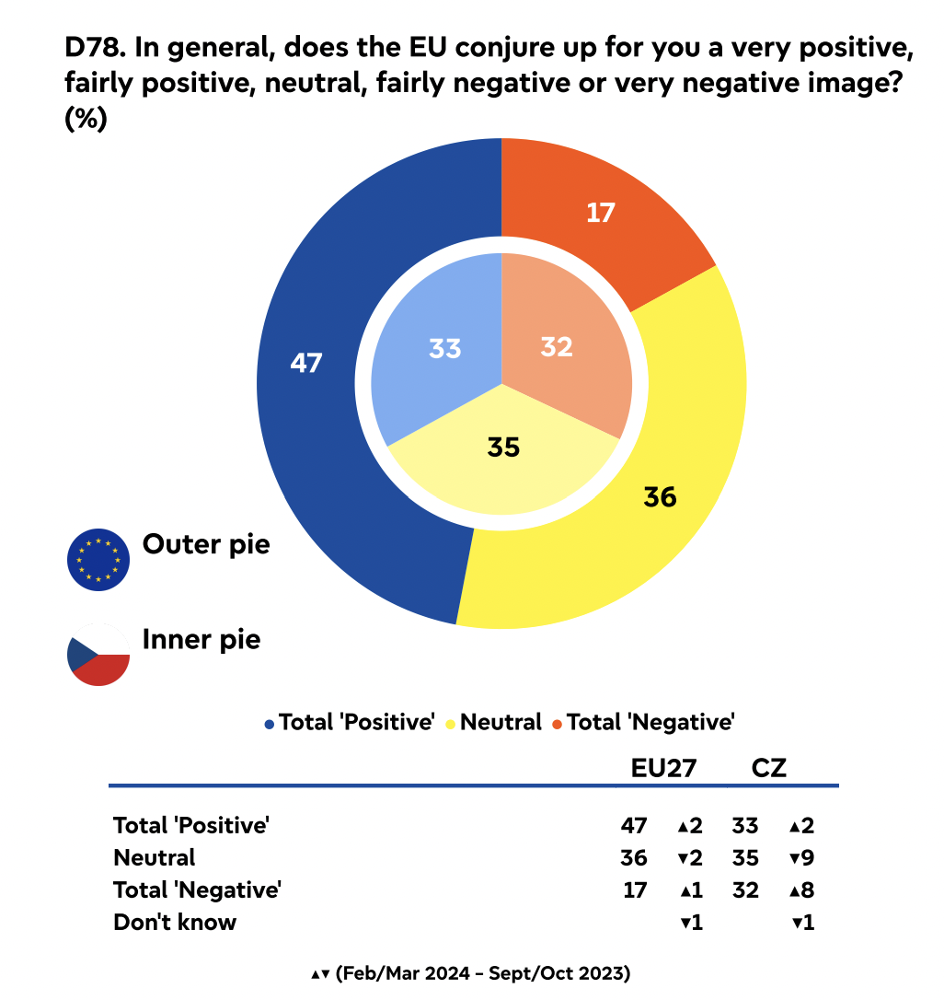 D78. In general, does the EU conjure up for you a very positive,
fairly positive, neutral, fairly negative or very negative image?
(%)
17
33
32
47
35
36
Outer pie
Inner pie
Total 'Positive' Neutral Total 'Negative'
EU27 CZ
Total 'Positive' 47 ▲2 33 ▲2
Neutral 36 ▼2 35 ▼9
Total 'Negative' 17 ▲1 32 ▲8
Don't know ▼1 ▼1
▲▼ (Feb/Mar 2024 - Sept/Oct 2023)